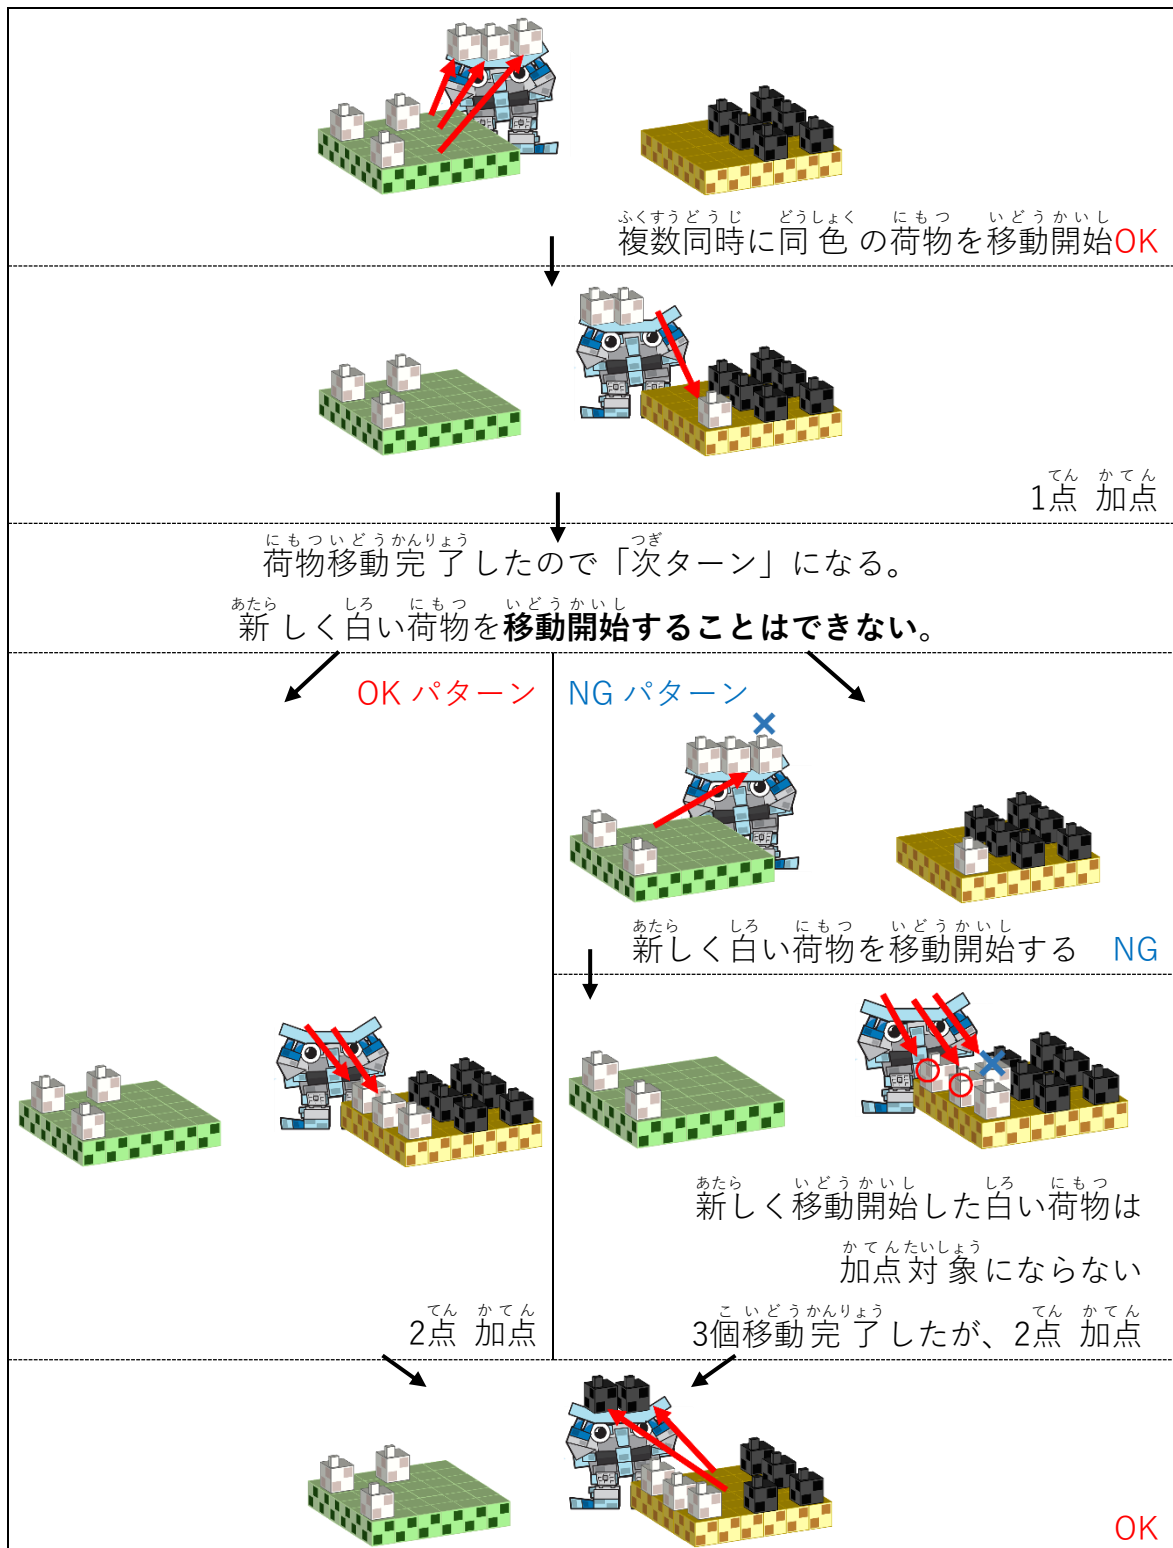 複数同時に同色の荷物を移動開始OK
1点 加点
荷物移動完了したので「次ターン」になる。
新しく白い荷物を移動開始することはできない。
OK パターン
NG パターン
新しく白い荷物を移動開始する NG
2点 加点
新しく移動開始した白い荷物は
加点対象にならない
3個移動完了したが、2点 加点
OK